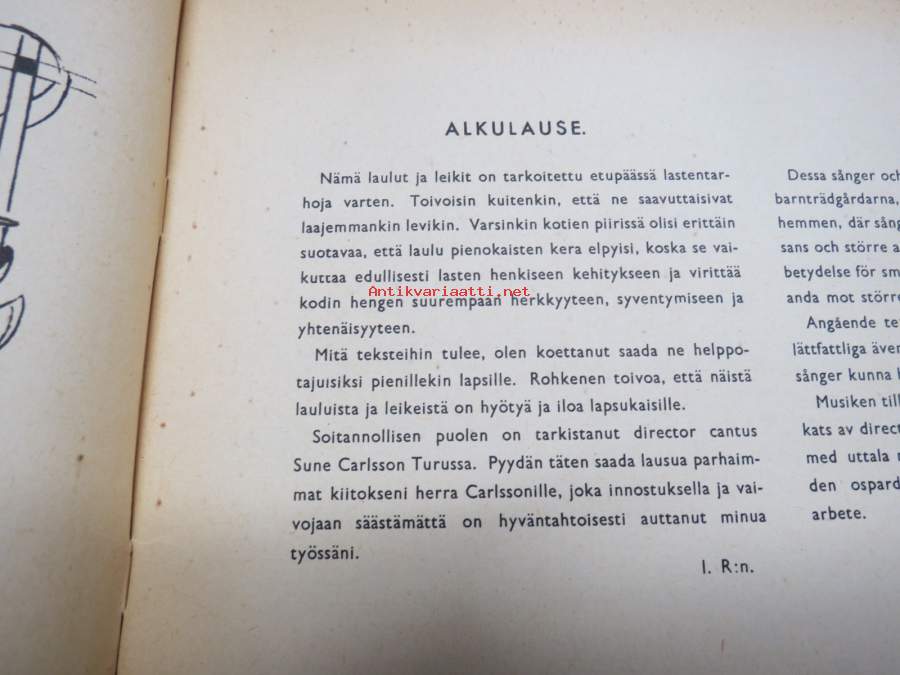 ALKULAUSE.
Nämä laulut ja leikit on tarkoitettu etupäässä lastentar-
hoja varten. Toivoisin kuitenkin, että ne saavuttaisivat
laajemmankin levikin. Varsinkin kotien piirissä olisi erittäin
suotavaa, että laulu pienokaisten kera elpyisi, koska se vai-
kuttaa edullisesti lasten henkiseen kehitykseen ja virittää
Antikvariaatti.net
kodin hengen suurempaan herkkyyteen, syventymiseen ja
yhtenäisyyteen.
Mitä teksteihin tulee, olen koettanut saada ne helppo-
tajuisiksi pienillekin lapsille. Rohkenen toivoa, että näistä
lauluista ja leikeistä on hyötyä ja iloa lapsukaisille.
Soitannollisen puolen on tarkistanut director cantus
Sune Carlsson Turussa. Pyydän täten saada lausua parhaim-
mat kiitokseni herra Carlssonille, joka innostuksella ja vai-
vojaan säästämättä on hyväntahtoisesti auttanut minua
työssäni.
I. R:n.
Dessa sånger och
barnträdgårdarna,
hemmen, där sång
sans och större a
betydelse för sm
anda mot större
Angående te
lättfattliga även
sånger kunna
Musiken till
kats av direct
med uttala
den ospard
arbete.